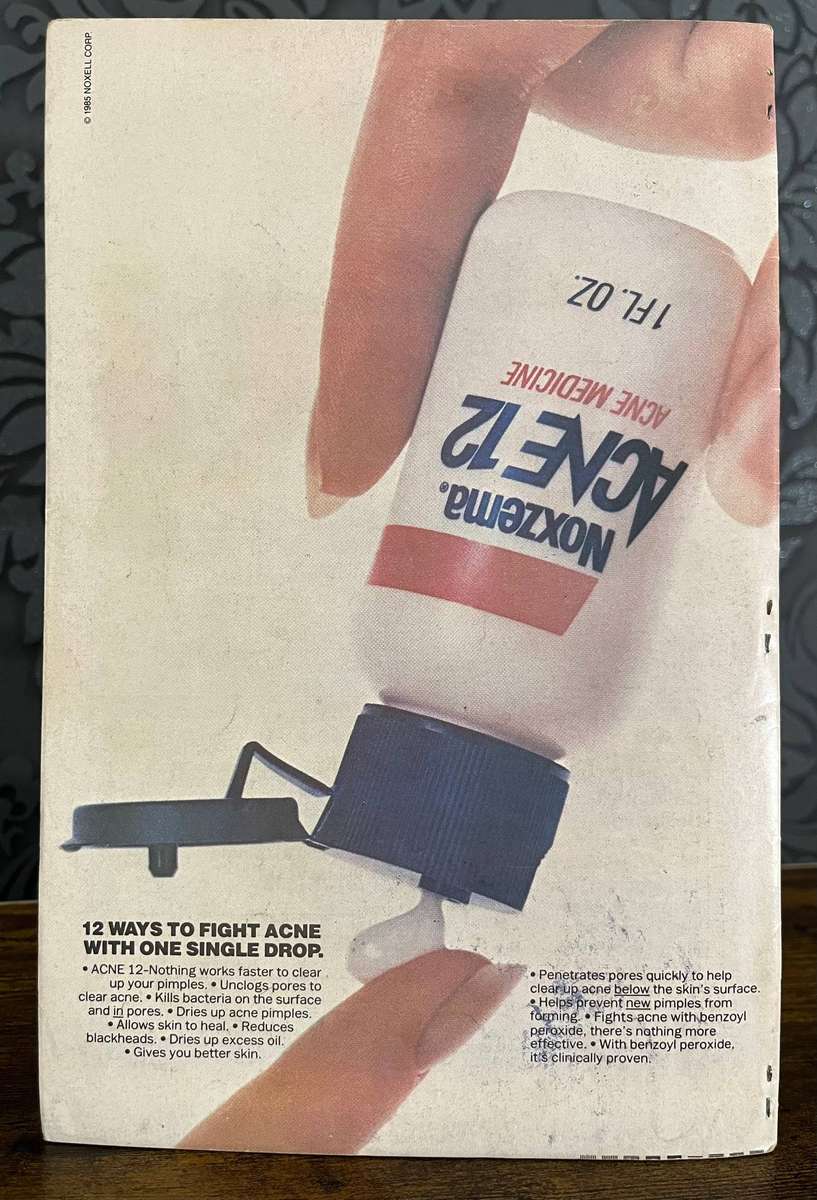 © 1985 NOXELL CORP.
1 FL. OZ.
ACNE MEDICINE
ACNE 12
Noxzema®
12 WAYS TO FIGHT ACNE
WITH ONE SINGLE DROP.
• ACNE 12-Nothing works faster to clear
up your pimples. • Unclogs pores to
clear acne. • Kills bacteria on the surface
and in pores. • Dries up acne pimples.
• Allows skin to heal. • Reduces
blackheads. • Dries up excess oil.
• Gives you better skin.
• Penetrates pores quickly to help
clear up acne below the skin's surface.
• Helps prevent new pimples from
forming. • Fights acne with benzoyl
peroxide, there's nothing more
effective. • With benzoyl peroxide,
it's clinically proven.